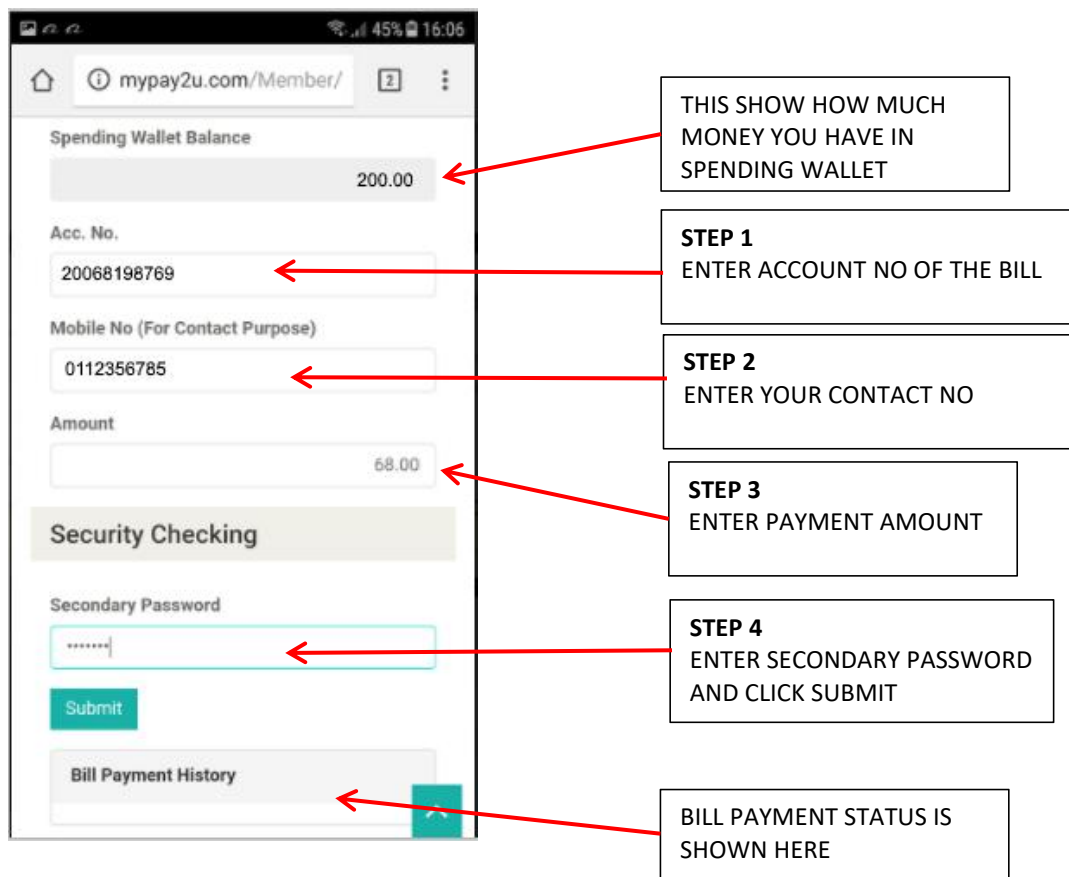 45% 16:06
mypay2u.com/Member/ 2
Spending Wallet Balance
200.00
Acc. No.
20068198769
Mobile No (For Contact Purpose)
0112356785
Amount
68.00
Security Checking
Secondary Password
•••••••
Submit
Bill Payment History
THIS SHOW HOW MUCH
MONEY YOU HAVE IN
SPENDING WALLET
STEP 1
ENTER ACCOUNT NO OF THE BILL
STEP 2
ENTER YOUR CONTACT NO
STEP 3
ENTER PAYMENT AMOUNT
STEP 4
ENTER SECONDARY PASSWORD
AND CLICK SUBMIT
BILL PAYMENT STATUS IS
SHOWN HERE